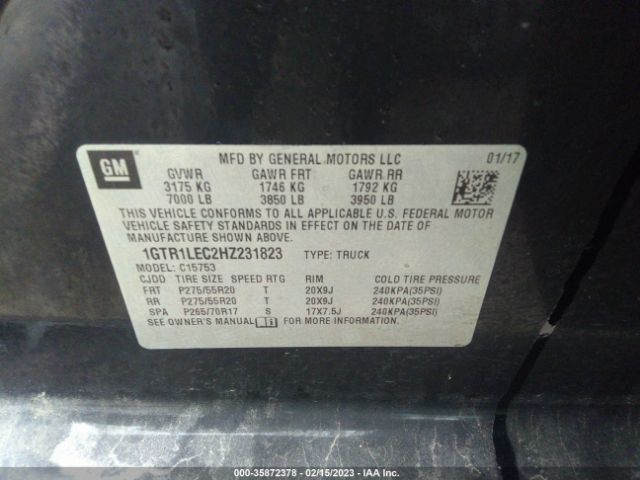 GM
MFD BY GENERAL MOTORS LLC 01/17
GVWR GAWR FRT GAWR RR
3175 KG 1746 KG 1792 KG
7000 LB 3850 LB 3950 LB
THIS VEHICLE CONFORMS TO ALL APPLICABLE U.S. FEDERAL MOTOR
VEHICLE SAFETY STANDARDS IN EFFECT ON THE DATE OF
MANUFACTURE SHOWN ABOVE.
1GTR1LEC2HZ231823 TYPE: TRUCK
MODEL: C15753
CJDD TIRE SIZE SPEED RTG RIM COLD TIRE PRESSURE
FRT P275/55R20 T 20X9J 240KPA(35PSI)
RR P275/55R20 T 20X9J 240KPA(35PSI)
SPA P265/70R17 S 17X7.5J 240KPA(35PSI)
SEE OWNER'S MANUAL i FOR MORE INFORMATION.
000-35872378 - 02/15/2023 - IAA Inc.